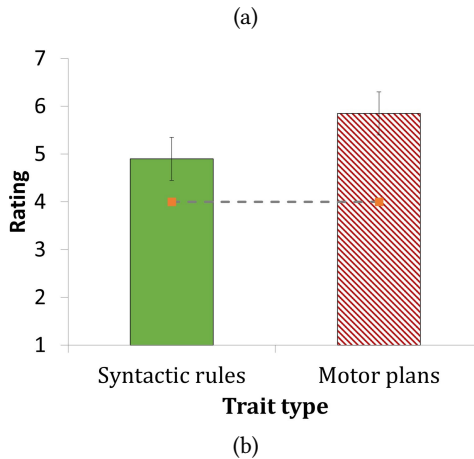 (a)
7
6
5
4
3
2
1
Rating
Syntactic rules Motor plans
Trait type
(b)